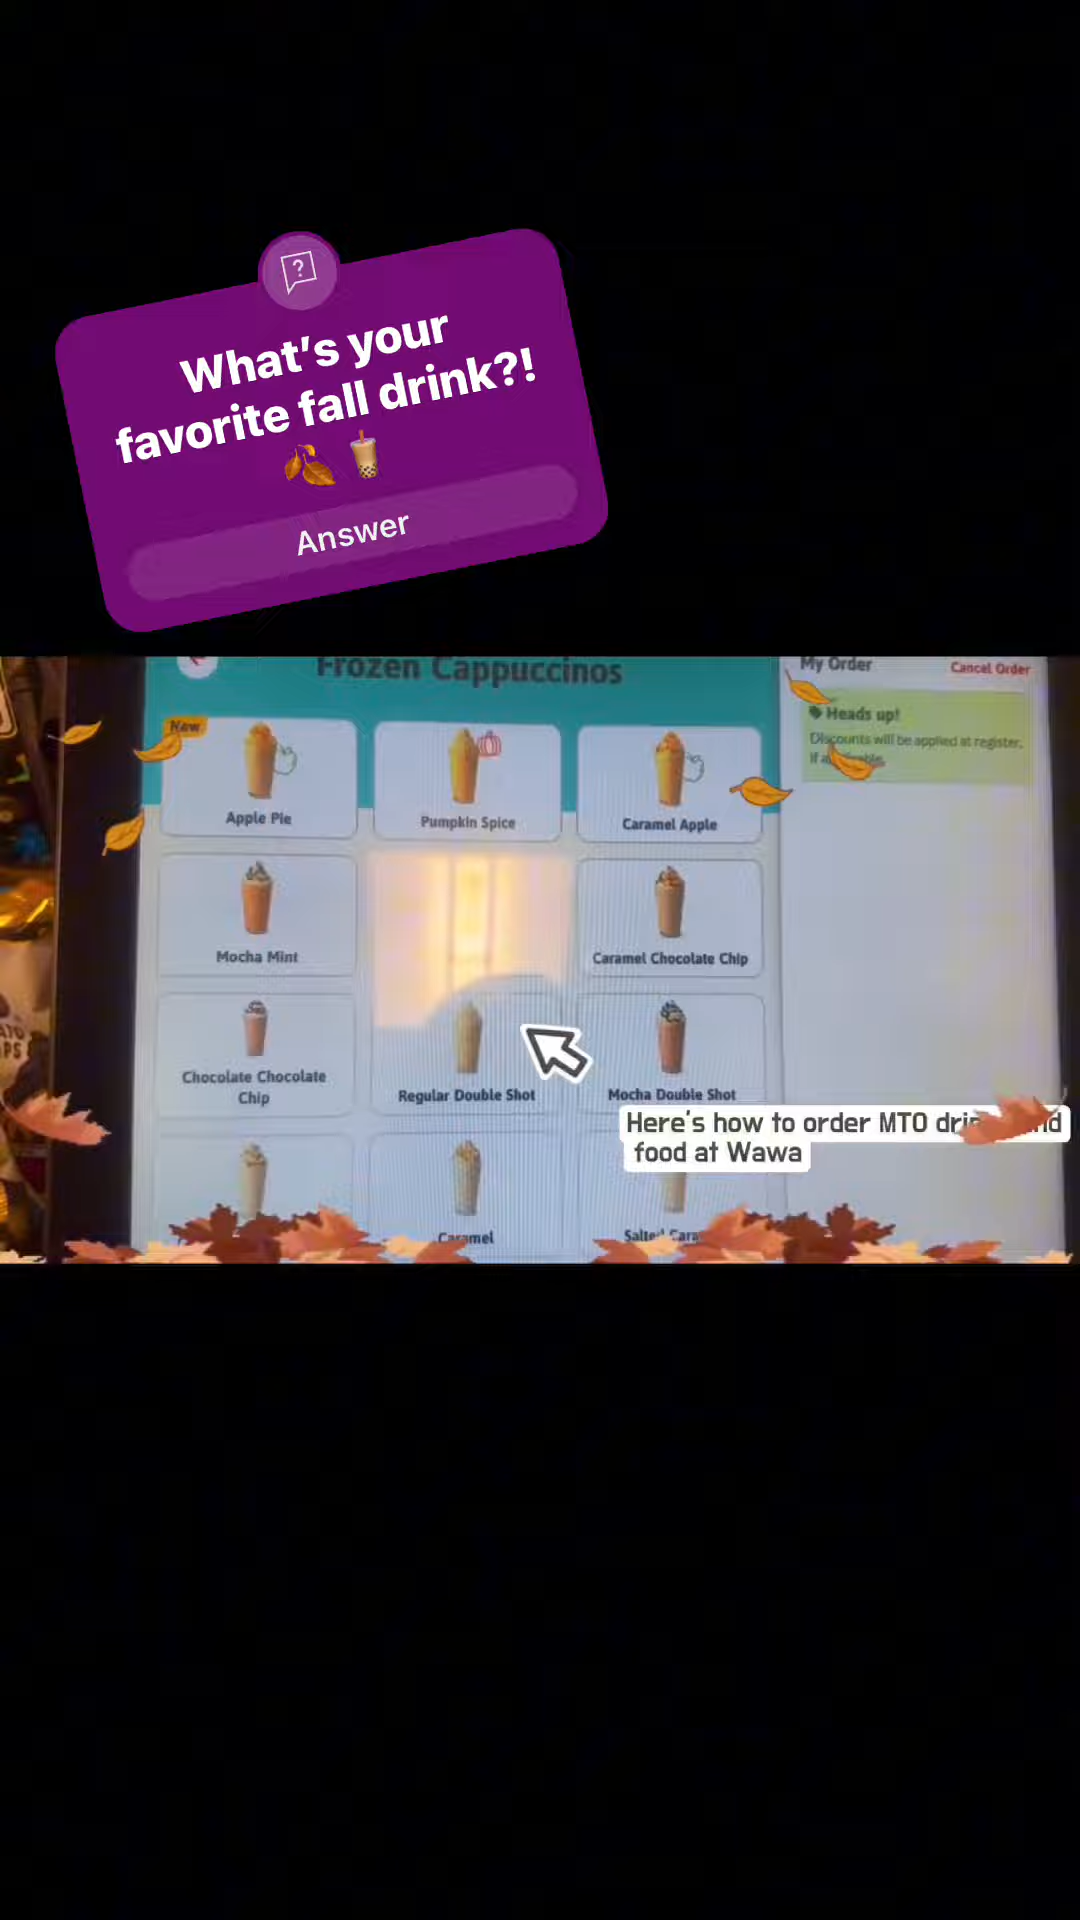 What's your
favorite fall drink?!
🍂🧋
Answer
Frozen Cappuccinos
My Order
Cancel Order
New
Heads up!
Discounts will be applied at register,
Apple Pie
Pumpkin Spice
Caramel Apple
Mocha Mint
Caramel Chocolate Chip
Chocolate Chocolate
Chip
Regular Double Shot
Mocha Double Shot
Here's how to order MTO
food at Wawa
Caramel